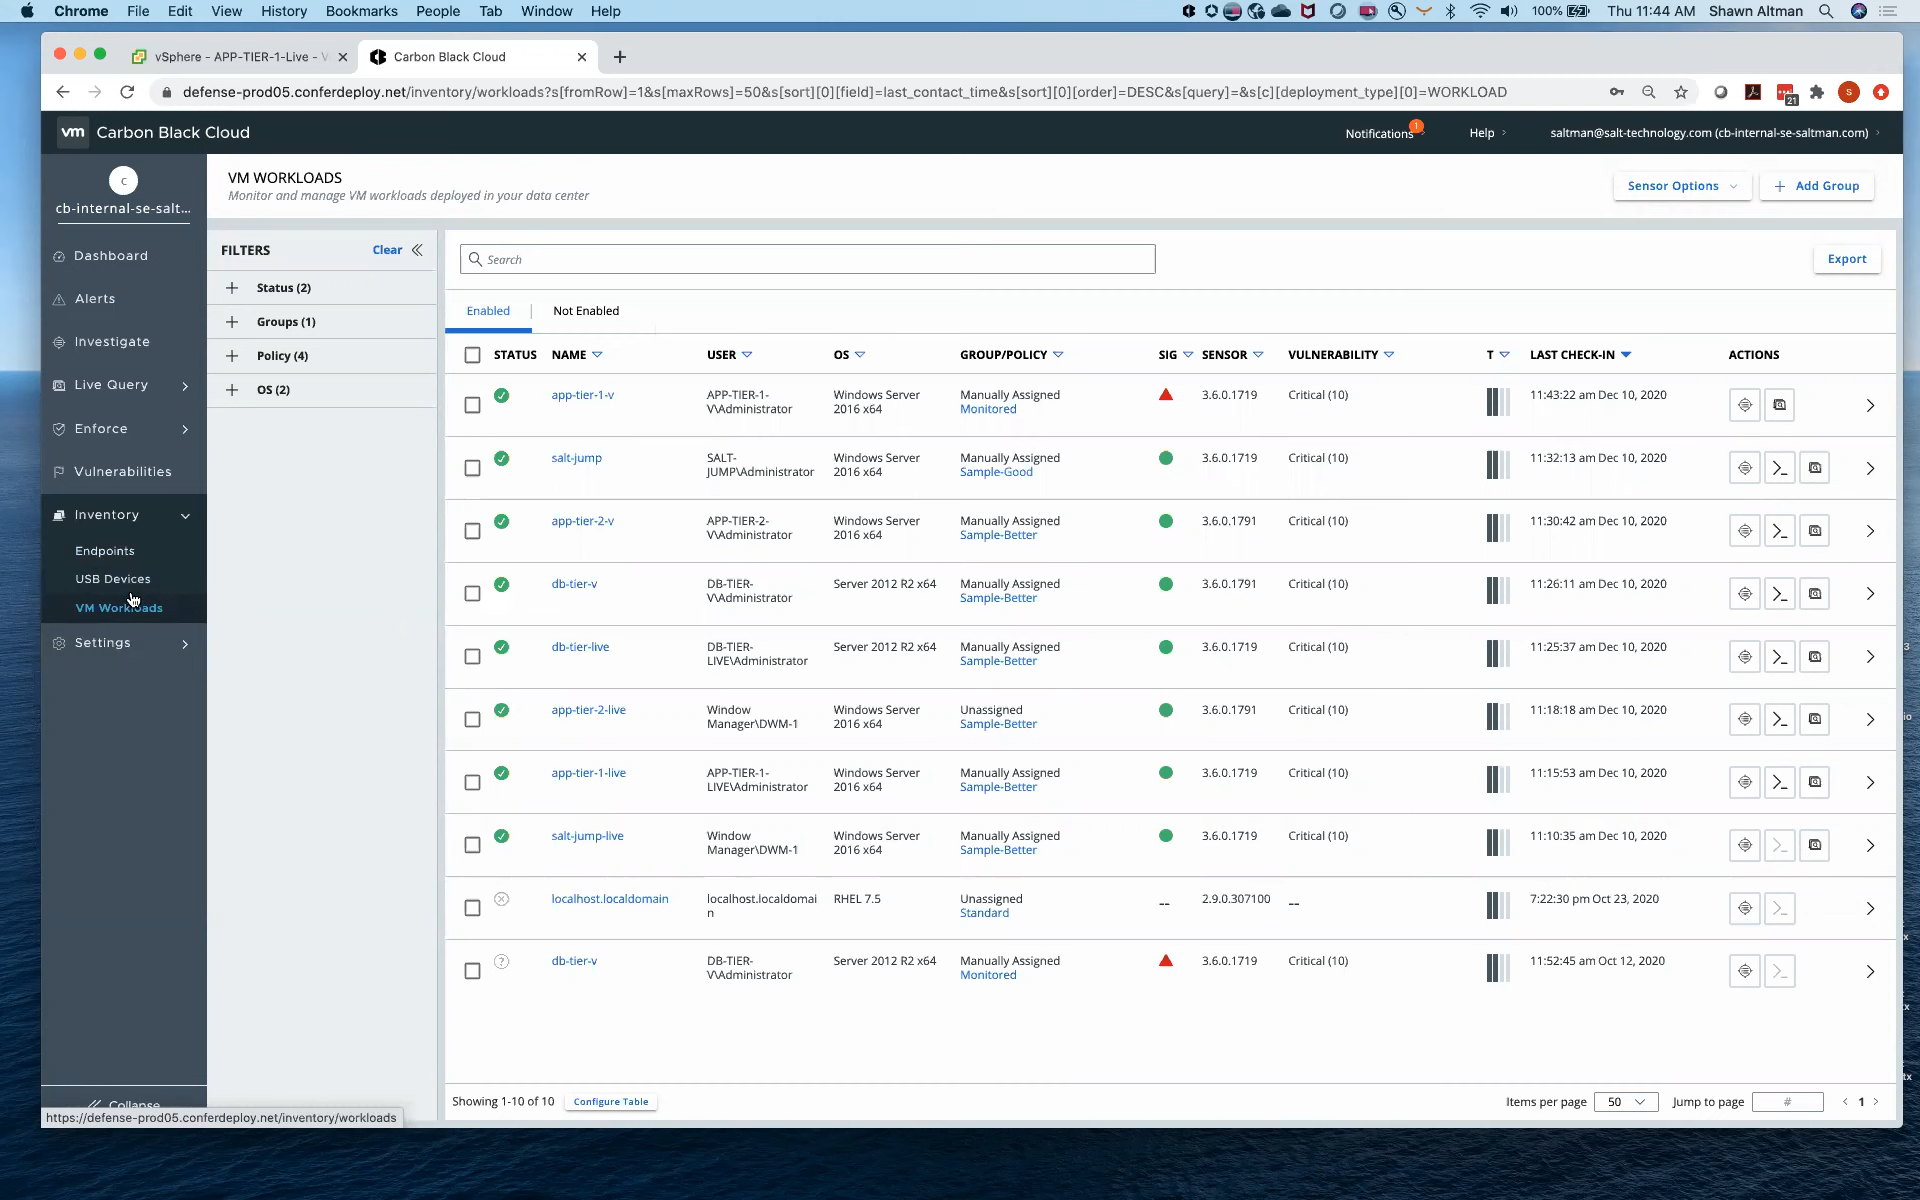 Chrome File Edit View History Bookmarks People Tab Window Help 100% Thu 11:44 AM Shawn Altman
vSphere - APP-TIER-1-Live - V Carbon Black Cloud
defense-prod05.conferdeploy.net/inventory/workloads?s[fromRow]=1&s[maxRows]=50&s[sort][0][field]=last_contact_time&s[sort][0][order]=DESC&s[query]=&s[c][deployment_type][0]=WORKLOAD 21 S
vm Carbon Black Cloud Notifications 1 Help saltman@salt-technology.com (cb-internal-se-saltman.com)
C
cb-internal-se-salt...
Dashboard
Alerts
Investigate
Live Query
Enforce
Vulnerabilities
Inventory
Endpoints
USB Devices
VM Workloads
Settings
Collapse
https://defense-prod05.conferdeploy.net/inventory/workloads
VM WORKLOADS
Monitor and manage VM workloads deployed in your data center
Sensor Options + Add Group
FILTERS Clear
+ Status (2)
+ Groups (1)
+ Policy (4)
+ OS (2)
Search
Export
Enabled Not Enabled
STATUS NAME USER OS GROUP/POLICY SIG SENSOR VULNERABILITY T LAST CHECK-IN ACTIONS
app-tier-1-v APP-TIER-1- Windows Server Manually Assigned 3.6.0.1719 Critical (10) 11:43:22 am Dec 10, 2020
V\Administrator 2016 x64 Monitored
salt-jump SALT- Windows Server Manually Assigned 3.6.0.1719 Critical (10) 11:32:13 am Dec 10, 2020
JUMP\Administrator 2016 x64 Sample-Good
app-tier-2-v APP-TIER-2- Windows Server Manually Assigned 3.6.0.1791 Critical (10) 11:30:42 am Dec 10, 2020
V\Administrator 2016 x64 Sample-Better
db-tier-v DB-TIER- Server 2012 R2 x64 Manually Assigned 3.6.0.1791 Critical (10) 11:26:11 am Dec 10, 2020
V\Administrator Sample-Better
db-tier-live DB-TIER- Server 2012 R2 x64 Manually Assigned 3.6.0.1719 Critical (10) 11:25:37 am Dec 10, 2020
LIVE\Administrator Sample-Better
app-tier-2-live Window Windows Server Unassigned 3.6.0.1791 Critical (10) 11:18:18 am Dec 10, 2020
Manager\DWM-1 2016 x64 Sample-Better
app-tier-1-live APP-TIER-1- Windows Server Manually Assigned 3.6.0.1719 Critical (10) 11:15:53 am Dec 10, 2020
LIVE\Administrator 2016 x64 Sample-Better
salt-jump-live Window Windows Server Manually Assigned 3.6.0.1719 Critical (10) 11:10:35 am Dec 10, 2020
Manager\DWM-1 2016 x64 Sample-Better
localhost.localdomain localhost.localdomai RHEL 7.5 Unassigned -- 2.9.0.307100 -- 7:22:30 pm Oct 23, 2020
n Standard
db-tier-v DB-TIER- Server 2012 R2 x64 Manually Assigned 3.6.0.1719 Critical (10) 11:52:45 am Oct 12, 2020
V\Administrator Monitored
Showing 1-10 of 10 Configure Table Items per page 50 Jump to page # 1